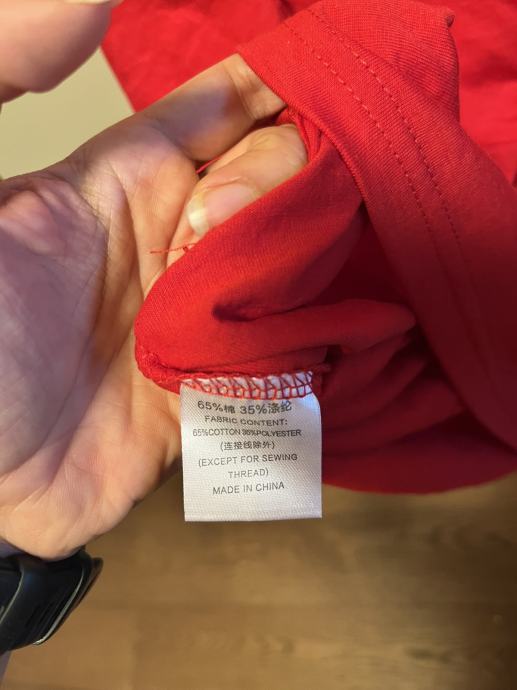 65%棉 35%涤纶
FABRIC CONTENT:
65%COTTON 35%POLYESTER
(连接线除外)
(EXCEPT FOR SEWING
THREAD)
MADE IN CHINA